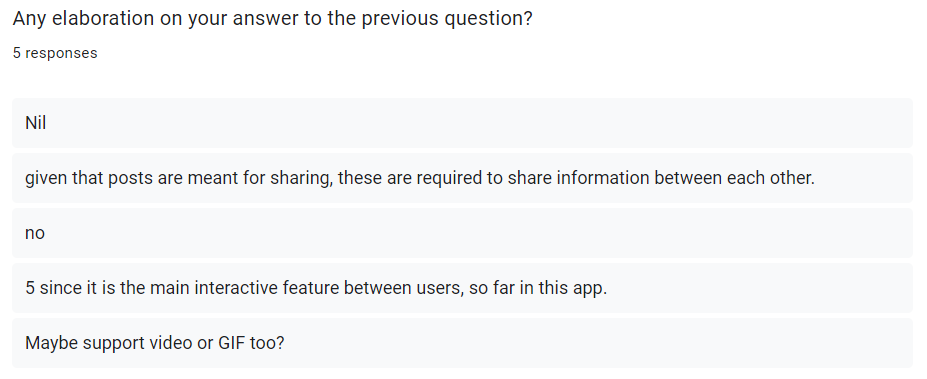 Any elaboration on your answer to the previous question?
5 responses
Nil
given that posts are meant for sharing, these are required to share information between each other.
no
5 since it is the main interactive feature between users, so far in this app.
Maybe support video or GIF too?